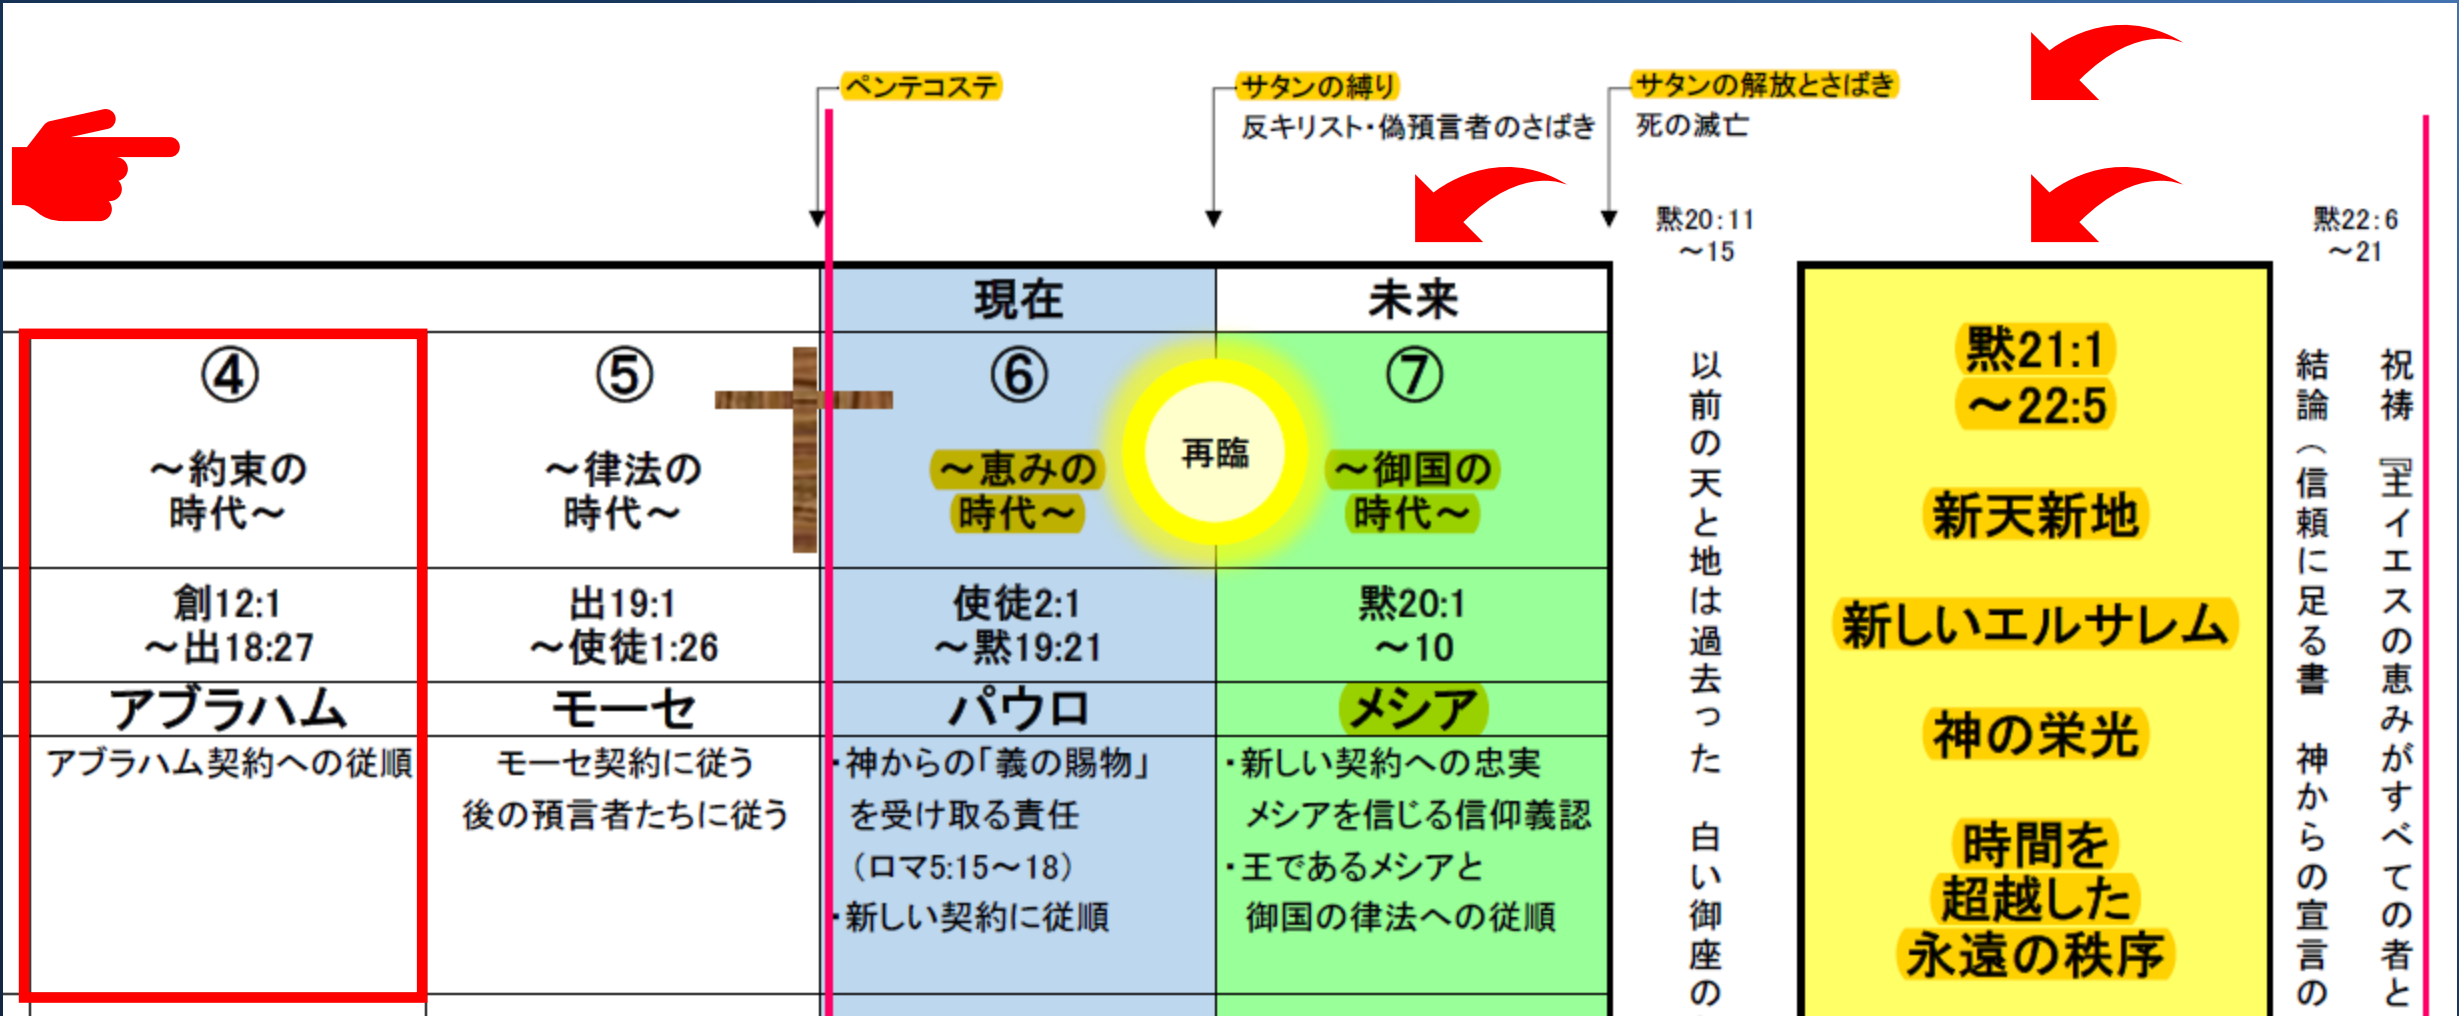 ペンテコステ
サタンの縛り
反キリスト・偽預言者のさばき
サタンの解放とさばき
死の滅亡
黙20:11
～15
黙22:6
～21
現在
未来
④
～約束の
時代～
創12:1
～出18:27
アブラハム
アブラハム契約への従順
⑤
～律法の
時代～
出19:1
～使徒1:26
モーセ
モーセ契約に従う
後の預言者たちに従う
⑥
～恵みの
時代～
使徒2:1
～黙19:21
パウロ
・神からの「義の賜物」
を受け取る責任
（ロマ5:15～18）
・新しい契約に従順
再臨
⑦
～御国の
時代～
黙20:1
～10
メシア
・新しい契約への忠実
メシアを信じる信仰義認
・王であるメシアと
御国の律法への従順
以前の天と地は過去った 白い御座の
黙21:1
～22:5
新天新地
新しいエルサレム
神の栄光
時間を
超越した
永遠の秩序
祝祷『主イエスの恵みがすべての者と
結論（信頼に足る書 神からの宣言の